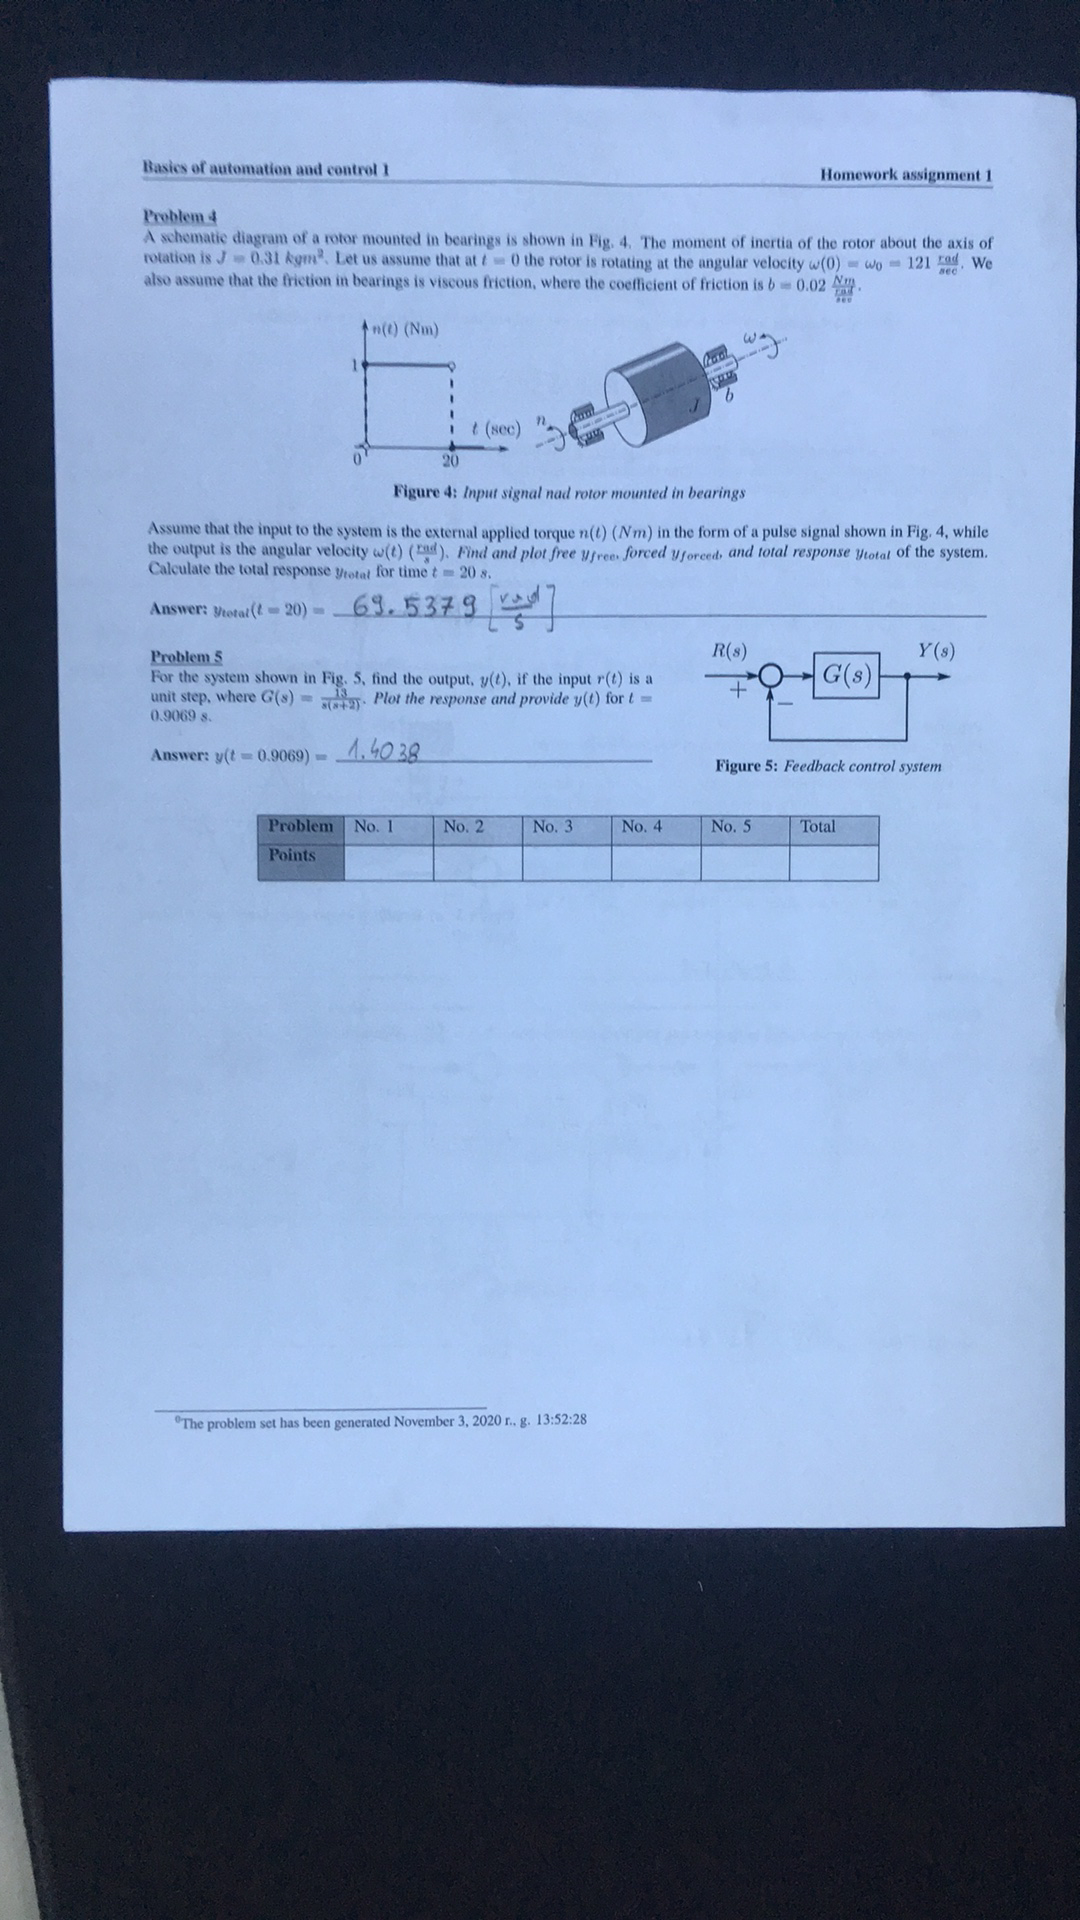 Basics of automation and control 1
Homework assignment 1
Problem 4
A schematic diagram of a rotor mounted in bearings is shown in Fig. 4. The moment of inertia of the rotor about the axis of
rotation is J = 0.31 kgm². Let us assume that at t = 0 the rotor is rotating at the angular velocity ω(0) = ω₀ = 121 rad/sec. We
also assume that the friction in bearings is viscous friction, where the coefficient of friction is b = 0.02 Nm/(rad/sec).
n(t) (Nm)
1
0
20
t (sec)
n
J
b
ω
Figure 4: Input signal nad rotor mounted in bearings
Assume that the input to the system is the external applied torque n(t) (Nm) in the form of a pulse signal shown in Fig. 4, while
the output is the angular velocity ω(t) (rad/s). Find and plot free y_free, forced y_forced, and total response y_total of the system.
Calculate the total response y_total for time t = 20 s.
Answer: y_total(t = 20) = 69.5379 [rad/s]
Problem 5
For the system shown in Fig. 5, find the output, y(t), if the input r(t) is a
unit step, where G(s) = 13/(s(s+2)). Plot the response and provide y(t) for t =
0.9069 s.
Answer: y(t = 0.9069) = 1.4038
R(s)
Y(s)
G(s)
+
−
Figure 5: Feedback control system
Problem No. 1 No. 2 No. 3 No. 4 No. 5 Total
Points
⁰The problem set has been generated November 3, 2020 r., g. 13:52:28